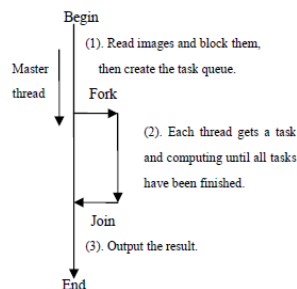 Begin
(1). Read images and block them,
then create the task queue.
Master
thread
Fork
(2). Each thread gets a task
and computing until all tasks
have been finished.
Join
(3). Output the result.
End